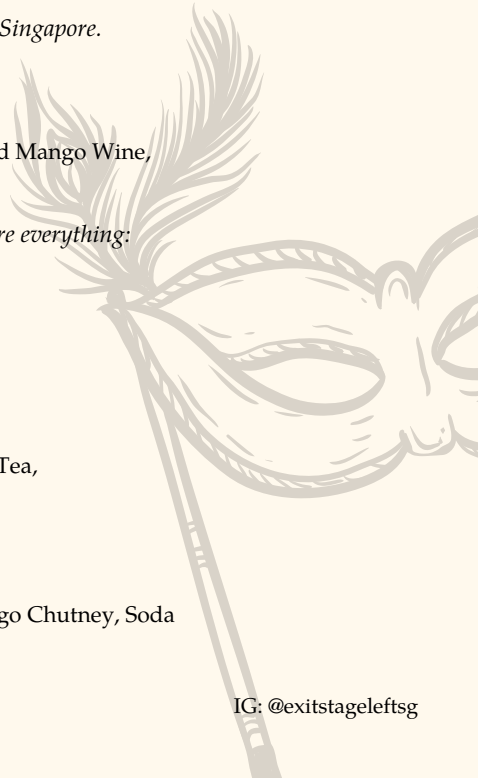 Singapore.
d Mango Wine,
re everything:
Tea,
go Chutney, Soda
IG: @exitstageleftsg